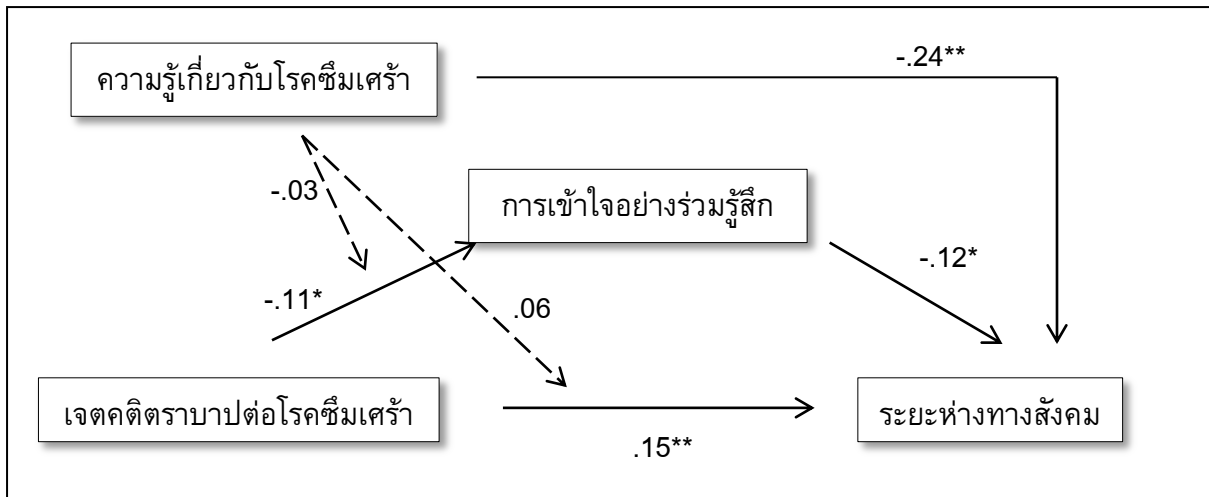 -.24**
ความรู้เกี่ยวกับโรคซึมเศร้า
-.03
การเข้าใจอย่างร่วมรู้สึก
-.12*
-.11*
.06
เจตคติตราบาปต่อโรคซึมเศร้า
ระยะห่างทางสังคม
.15**